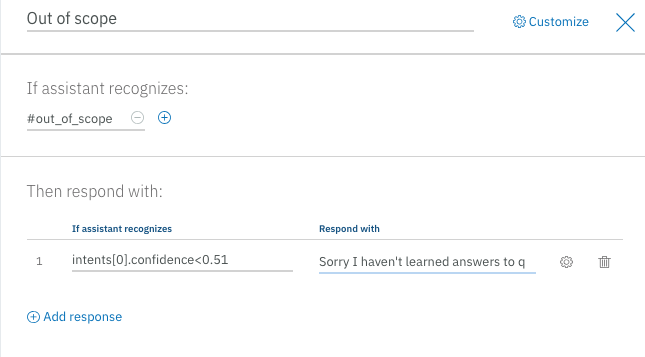 Out of scope
Customize
If assistant recognizes:
#out_of_scope
Then respond with:
If assistant recognizes Respond with
1 intents[0].confidence<0.51 Sorry I haven't learned answers to q
Add response